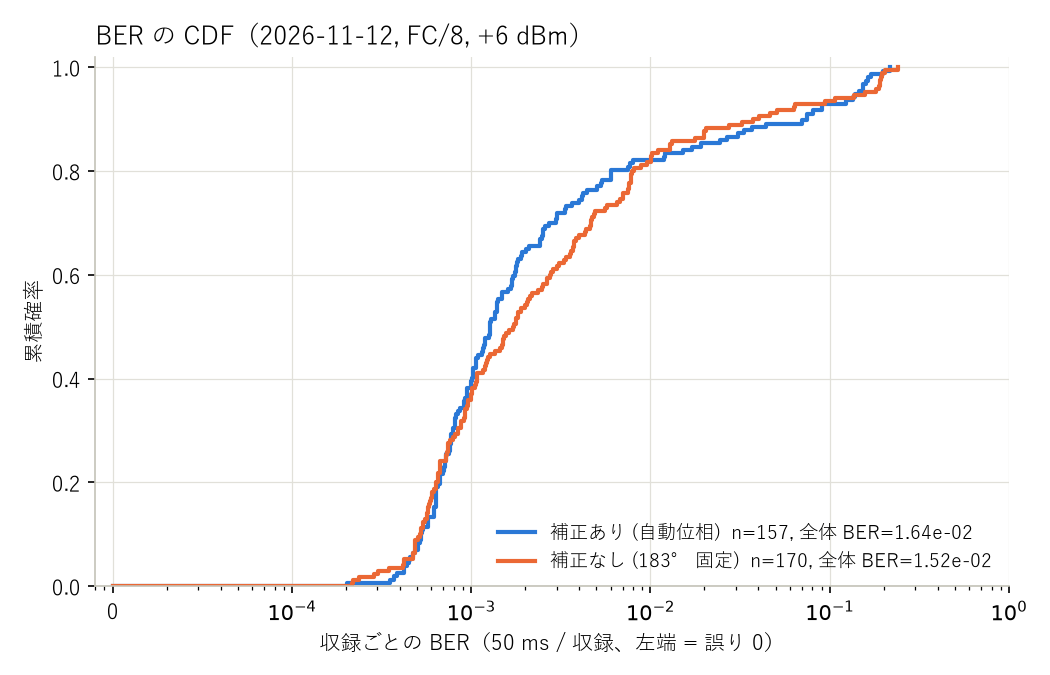 BER の CDF（2026-11-12, FC/8, +6 dBm）
1.0
0.8
0.6
0.4
0.2
0.0
累積確率
補正あり (自動位相) n=157, 全体 BER=1.64e-02
補正なし (183° 固定) n=170, 全体 BER=1.52e-02
0 10⁻⁴ 10⁻³ 10⁻² 10⁻¹ 10⁰
収録ごとの BER（50 ms / 収録、左端 = 誤り 0）